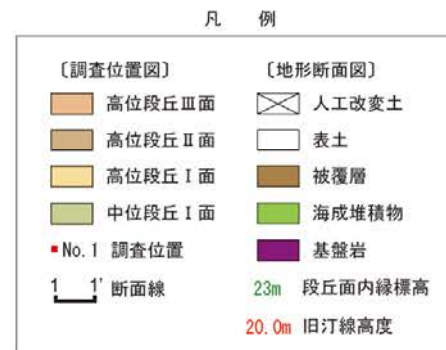 凡　例
〔調査位置図〕
高位段丘Ⅲ面
高位段丘Ⅱ面
高位段丘Ⅰ面
中位段丘Ⅰ面
No.1 調査位置
1 1' 断面線
〔地形断面図〕
人工改変土
表土
被覆層
海成堆積物
基盤岩
23m 段丘面内縁標高
20.0m 旧汀線高度